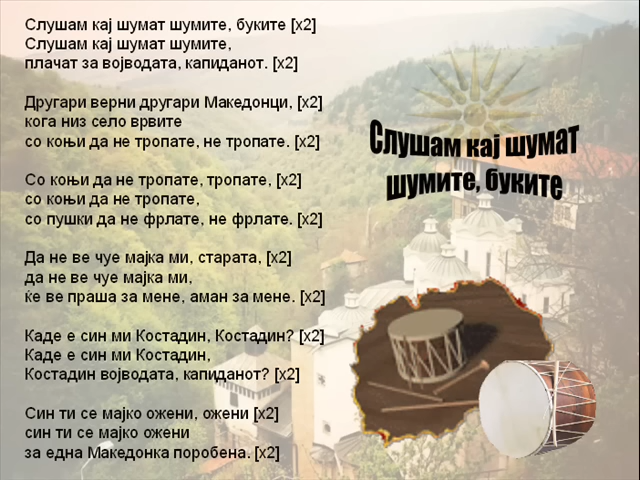 Слушам кај шумат шумите, буките [x2]
Слушам кај шумат шумите,
плачат за војводата, капиданот. [x2]
Другари верни другари Македонци, [x2]
кога низ село врвите
со коњи да не тропате, не тропате. [x2]
Со коњи да не тропате, тропате, [x2]
со коњи да не тропате,
со пушки да не фрлате, не фрлате. [x2]
Да не ве чуе мајка ми, старата, [x2]
да не ве чуе мајка ми,
ќе ве праша за мене, аман за мене. [x2]
Каде е син ми Костадин, Костадин? [x2]
Каде е син ми Костадин,
Костадин војводата, капиданот? [x2]
Син ти се мајко ожени, ожени [x2]
син ти се мајко ожени
за една Македонка поробена. [x2]
Слушам кај шумат
шумите, буките